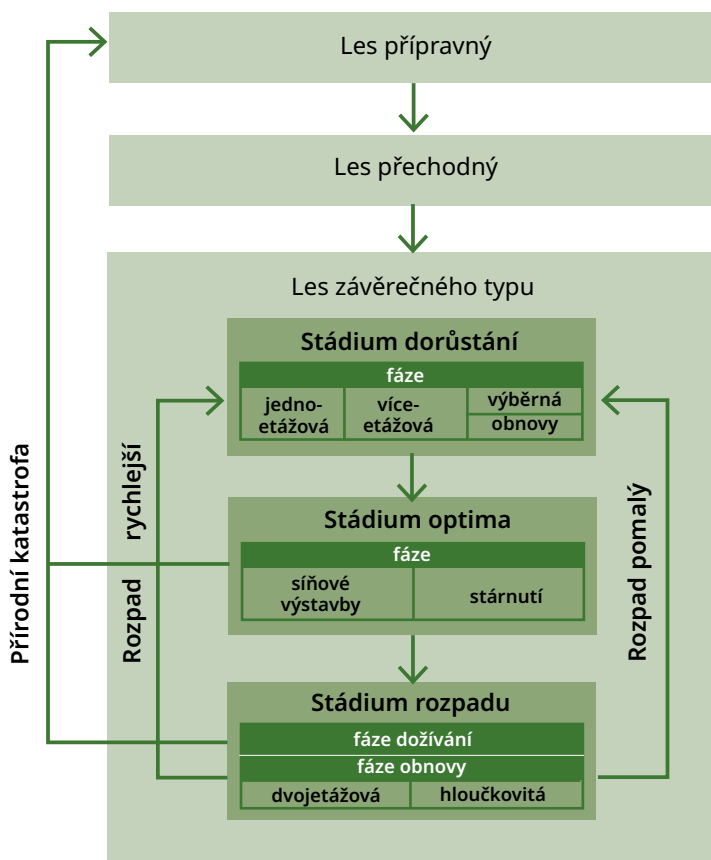 Les přípravný
Les přechodný
Les závěrečného typu
Stádium dorůstání
fáze
jedno-
etážová
více-
etážová
výběrná
obnovy
Stádium optima
fáze
síňové
výstavby
stárnutí
Stádium rozpadu
fáze dožívání
fáze obnovy
dvojetážová
hloučkovitá
Přírodní katastrofa
Rozpad rychlejší
Rozpad pomalý